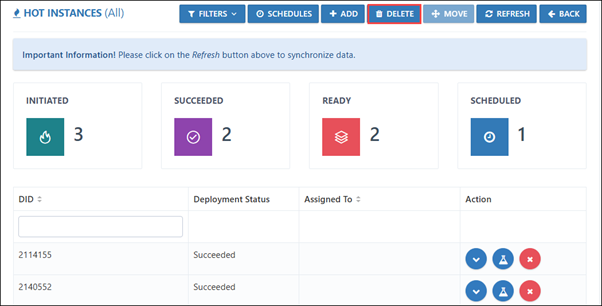 HOT INSTANCES (All) FILTERS SCHEDULES ADD DELETE MOVE REFRESH BACK
Important Information! Please click on the Refresh button above to synchronize data.
INITIATED SUCCEEDED READY SCHEDULED
3 2 2 1
DID Deployment Status Assigned To Action
2114155 Succeeded
2140552 Succeeded